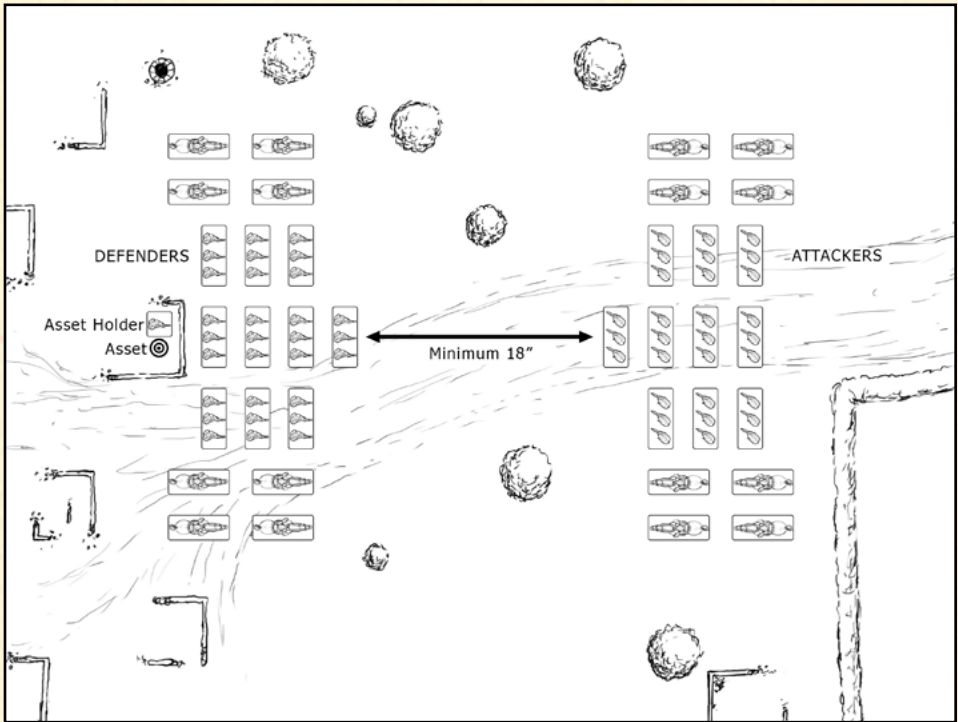 DEFENDERS
ATTACKERS
Asset Holder
Asset
Minimum 18″